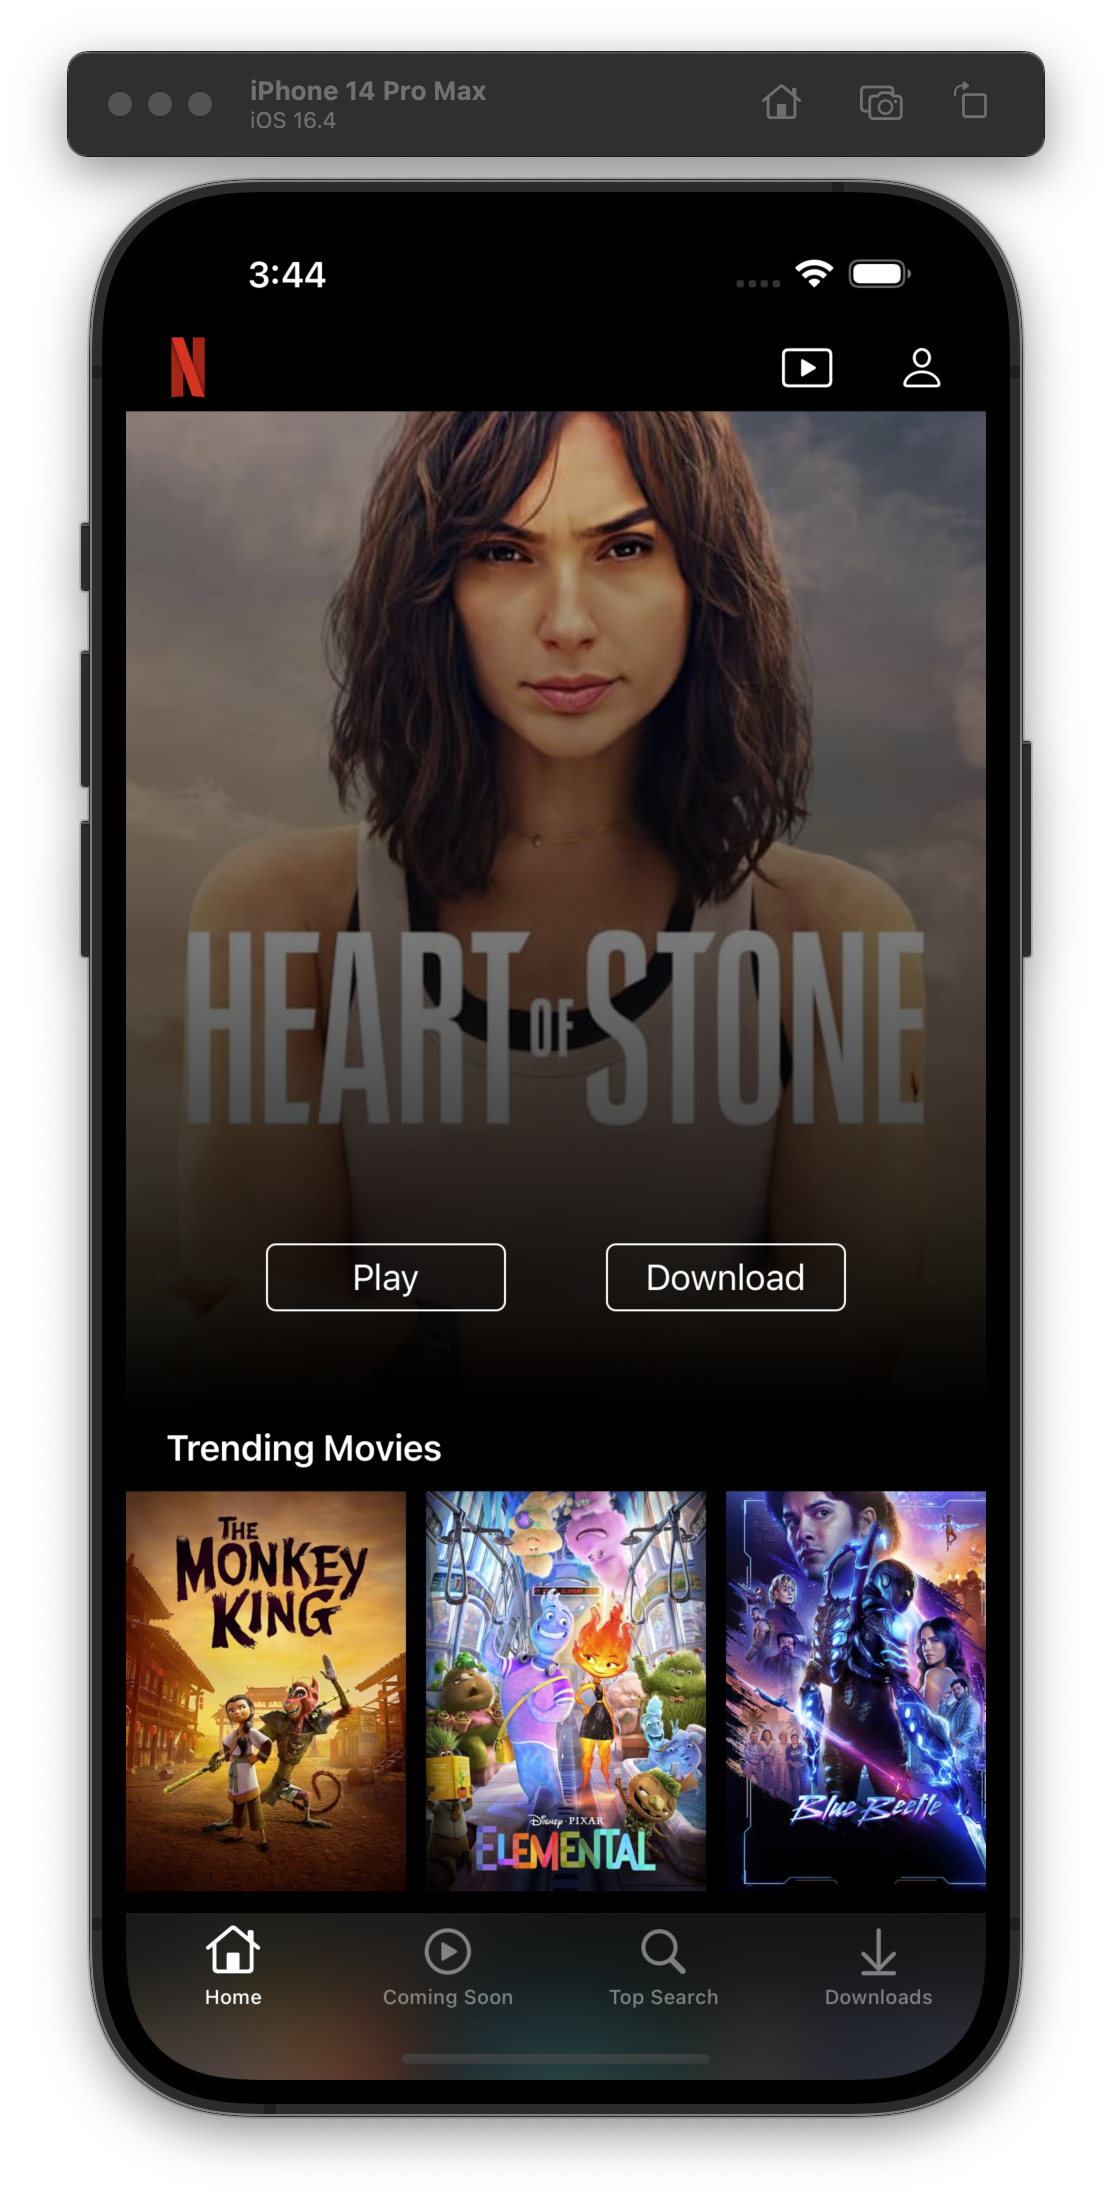 iPhone 14 Pro Max
iOS 16.4
3:44
N
HEART OF STONE
Play
Download
Trending Movies
THE
MONKEY
KING
Disney · PIXAR
ELEMENTAL
Blue Beetle
Home
Coming Soon
Top Search
Downloads